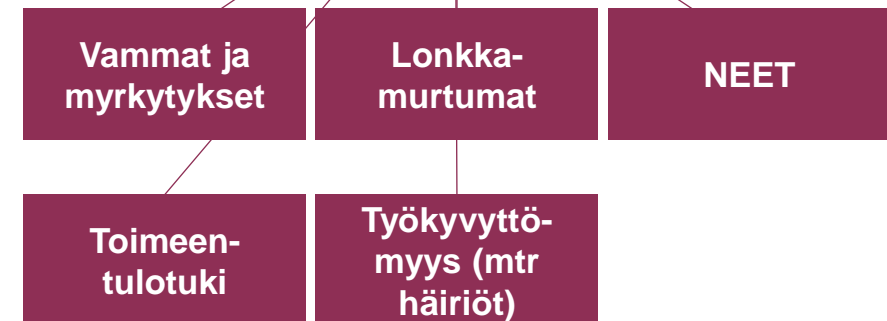 Vammat ja
myrkytykset
Lonkka-
murtumat
NEET
Toimeen-
tulotuki
Työkyvyttö-
myys (mtr
häiriöt)